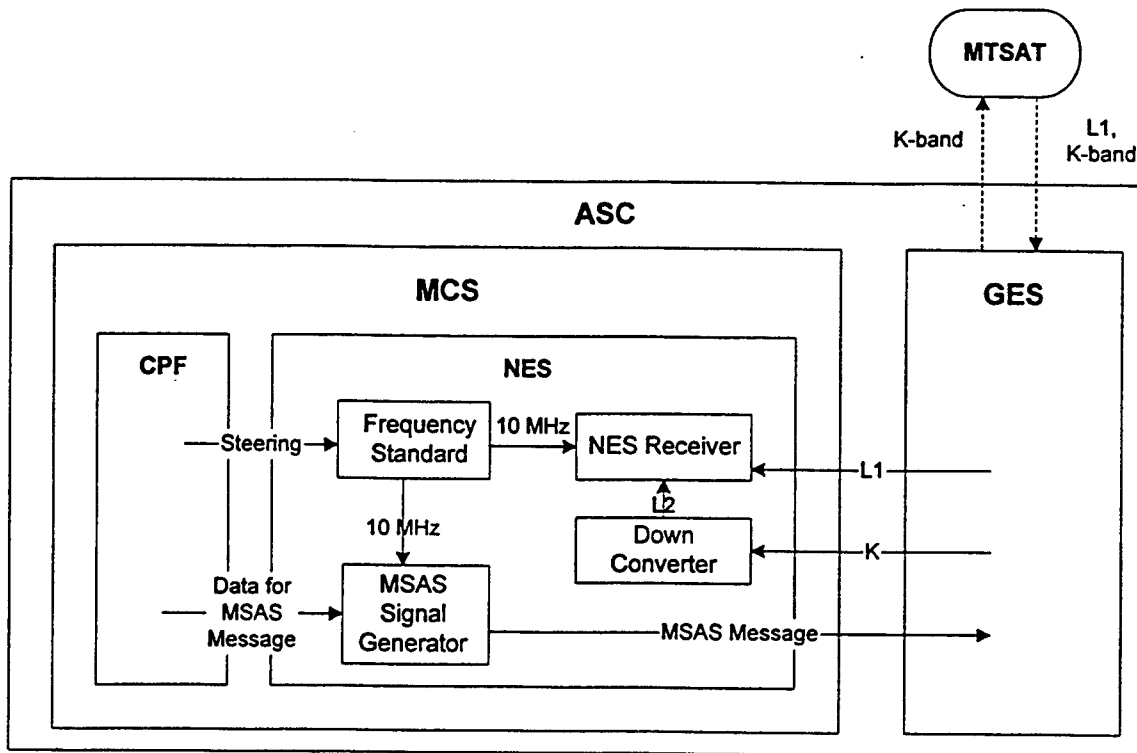 MTSAT
K-band
L1,
K-band
ASC
MCS
GES
CPF
NES
Steering
Frequency
Standard
10 MHz
NES Receiver
L1
L2
10 MHz
Down
Converter
K
Data for
MSAS
Message
MSAS
Signal
Generator
MSAS Message